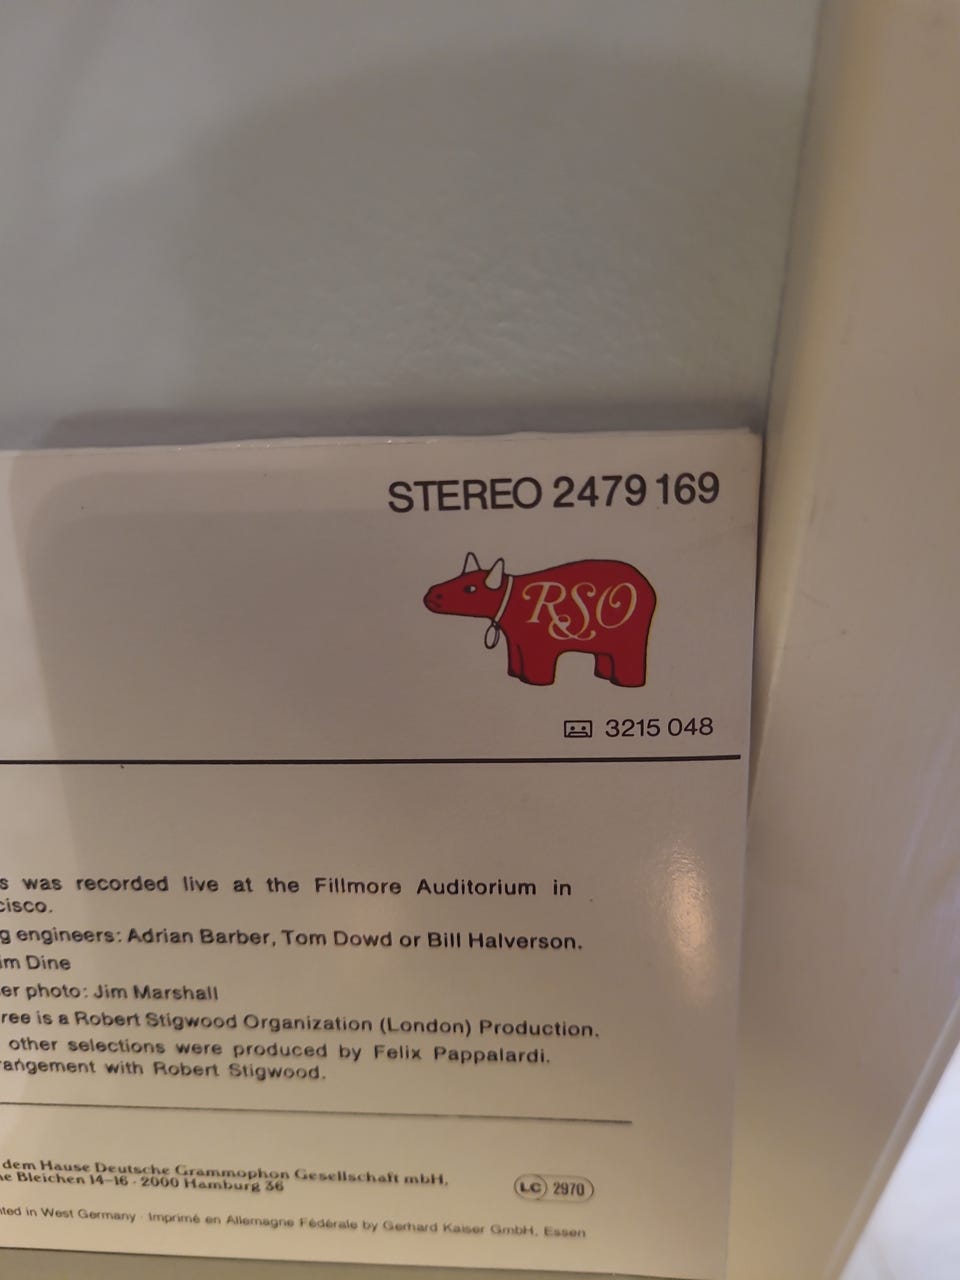 STEREO 2479 169
RSO
3215 048
s was recorded live at the Fillmore Auditorium in
cisco.
g engineers: Adrian Barber, Tom Dowd or Bill Halverson.
im Dine
er photo: Jim Marshall
ree is a Robert Stigwood Organization (London) Production.
other selections were produced by Felix Pappalardi.
rangement with Robert Stigwood.
dem Hause Deutsche Grammophon Gesellschaft mbH,
e Bleichen 14–16 · 2000 Hamburg 36
LC 2970
ted in West Germany · Imprimé en Allemagne Fédérale by Gerhard Kaiser GmbH, Essen